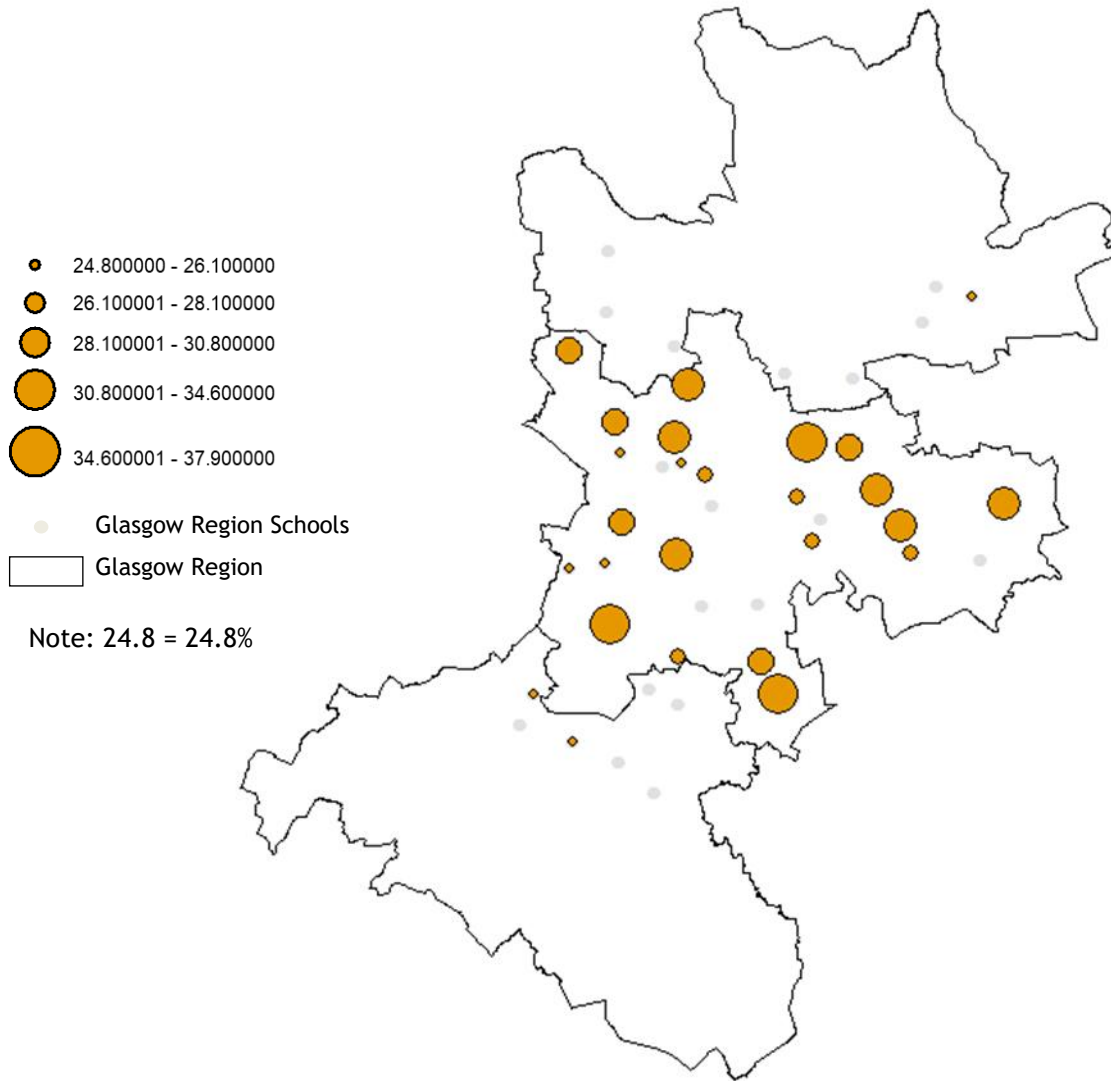 24.800000 - 26.100000
26.100001 - 28.100000
28.100001 - 30.800000
30.800001 - 34.600000
34.600001 - 37.900000
Glasgow Region Schools
Glasgow Region
Note: 24.8 = 24.8%